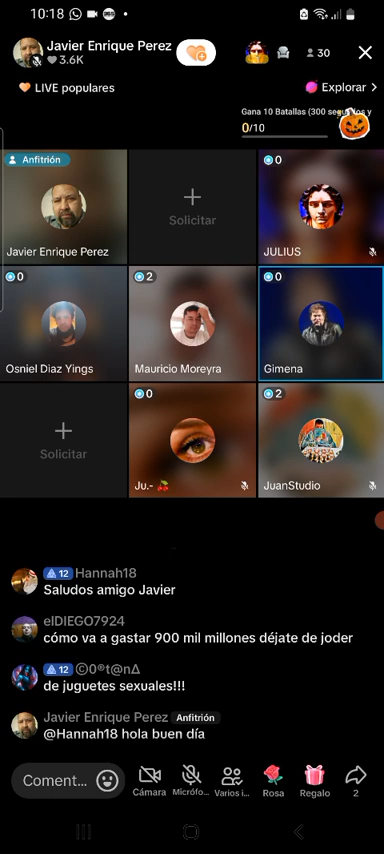 10:18
Javier Enrique Perez
3.6K
30
LIVE populares
Explorar
Gana 10 Batallas (300 segundos y
0/10
Anfitrión
Javier Enrique Perez
Solicitar
0
JULIUS
0
Osniel Diaz Yings
2
Mauricio Moreyra
0
Gimena
Solicitar
0
Ju.-
2
JuanStudio
12 Hannah18
Saludos amigo Javier
elDIEGO7924
cómo va a gastar 900 mil millones déjate de joder
12 ©0®t@n∆
de juguetes sexuales!!!
Javier Enrique Perez Anfitrión
@Hannah18 hola buen día
Coment...
Cámara
Micrófo...
Varios i...
Rosa
Regalo
2